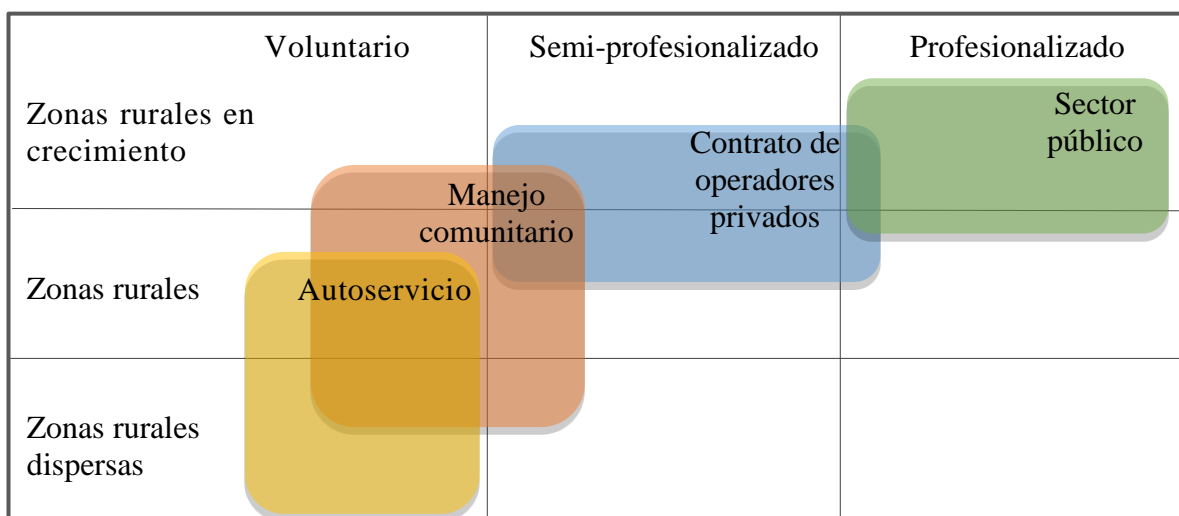 Voluntario
Semi-profesionalizado
Profesionalizado
Zonas rurales en
crecimiento
Sector
público
Contrato de
operadores
privados
Manejo
comunitario
Zonas rurales
Autoservicio
Zonas rurales
dispersas